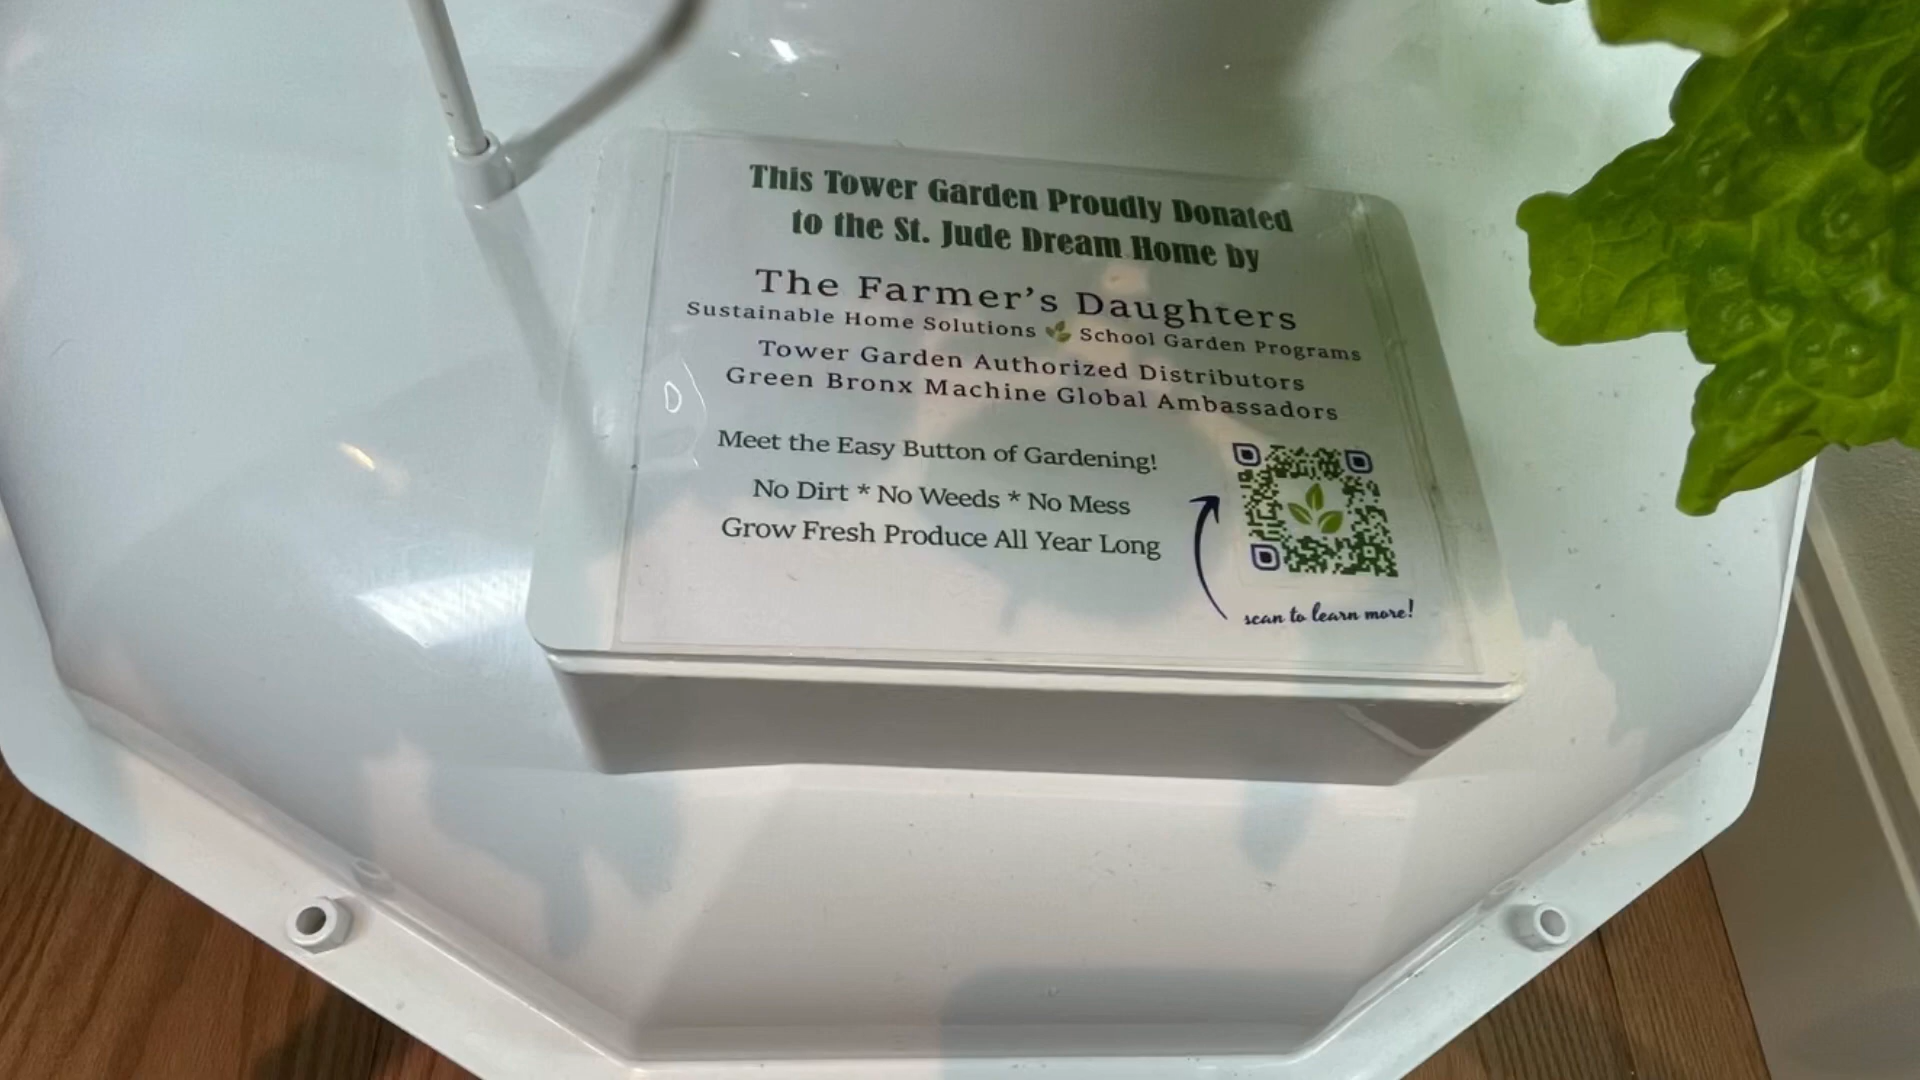 This Tower Garden Proudly Donated
to the St. Jude Dream Home by
The Farmer's Daughters
Sustainable Home Solutions School Garden Programs
Tower Garden Authorized Distributors
Green Bronx Machine Global Ambassadors
Meet the Easy Button of Gardening!
No Dirt * No Weeds * No Mess
Grow Fresh Produce All Year Long
scan to learn more!